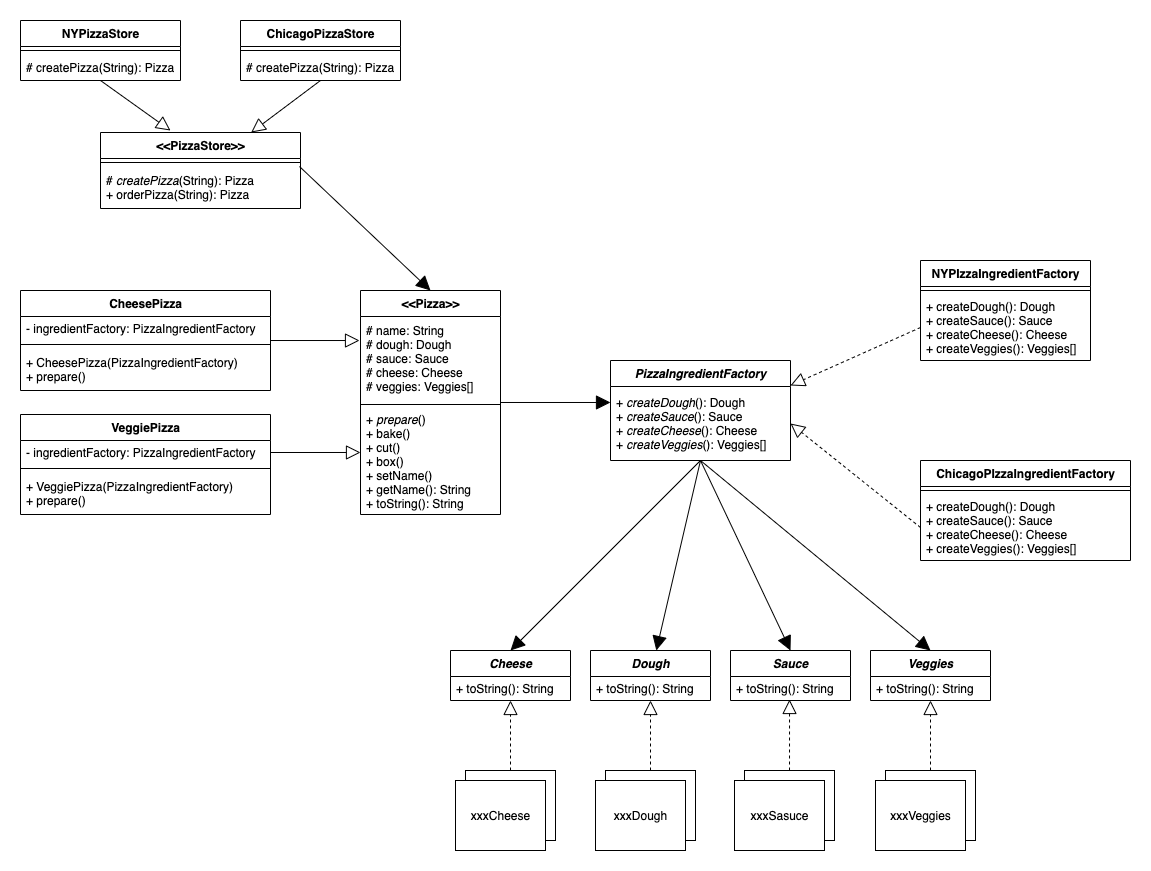 NYPizzaStore
# createPizza(String): Pizza
ChicagoPizzaStore
# createPizza(String): Pizza
<<PizzaStore>>
# createPizza(String): Pizza
+ orderPizza(String): Pizza
CheesePizza
- ingredientFactory: PizzaIngredientFactory
+ CheesePizza(PizzaIngredientFactory)
+ prepare()
VeggiePizza
- ingredientFactory: PizzaIngredientFactory
+ VeggiePizza(PizzaIngredientFactory)
+ prepare()
<<Pizza>>
# name: String
# dough: Dough
# sauce: Sauce
# cheese: Cheese
# veggies: Veggies[]
+ prepare()
+ bake()
+ cut()
+ box()
+ setName()
+ getName(): String
+ toString(): String
PizzaIngredientFactory
+ createDough(): Dough
+ createSauce(): Sauce
+ createCheese(): Cheese
+ createVeggies(): Veggies[]
NYPIzzaIngredientFactory
+ createDough(): Dough
+ createSauce(): Sauce
+ createCheese(): Cheese
+ createVeggies(): Veggies[]
ChicagoPIzzaIngredientFactory
+ createDough(): Dough
+ createSauce(): Sauce
+ createCheese(): Cheese
+ createVeggies(): Veggies[]
Cheese
+ toString(): String
Dough
+ toString(): String
Sauce
+ toString(): String
Veggies
+ toString(): String
xxxCheese
xxxDough
xxxSasuce
xxxVeggies